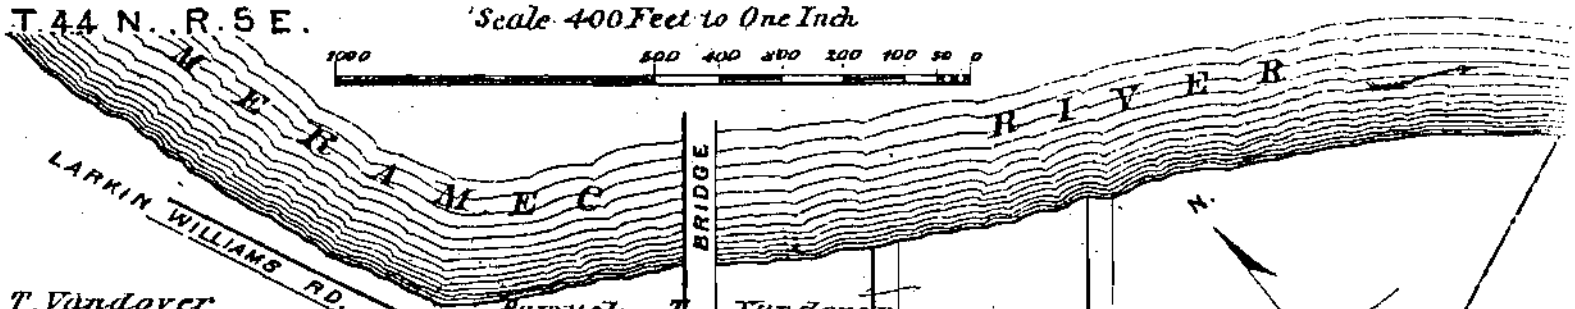 T.44 N., R.5 E.
Scale 400 Feet to One Inch
1000 500 400 300 200 100 50 0
MERAMEC RIVER
BRIDGE
LARKIN WILLIAMS RD.
N.
T. Vandover